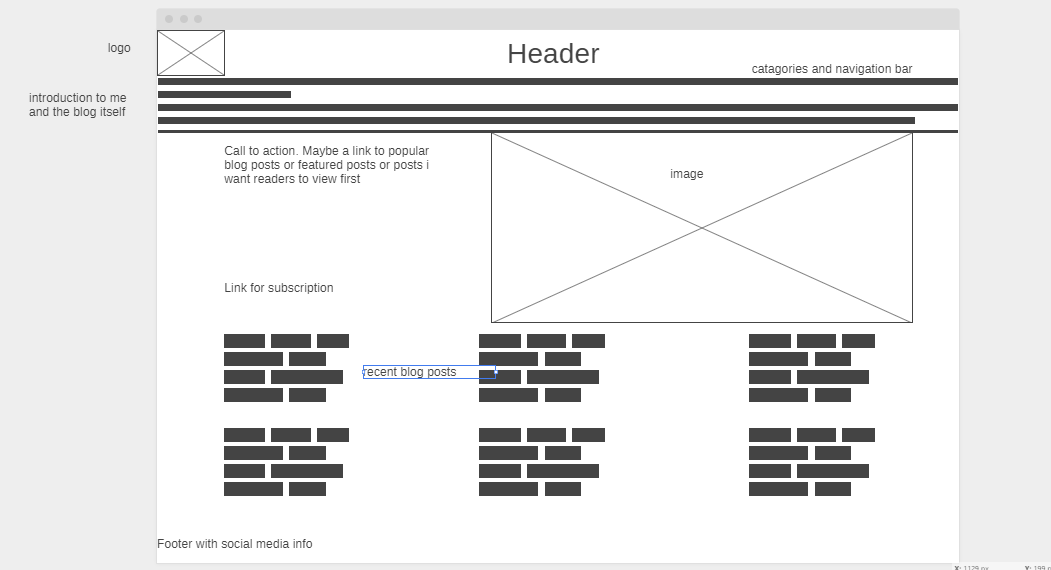 logo
Header
catagories and navigation bar
introduction to me
and the blog itself
Call to action. Maybe a link to popular
blog posts or featured posts or posts i
want readers to view first
image
Link for subscription
recent blog posts
Footer with social media info
X: 1129 px
Y: 199 p